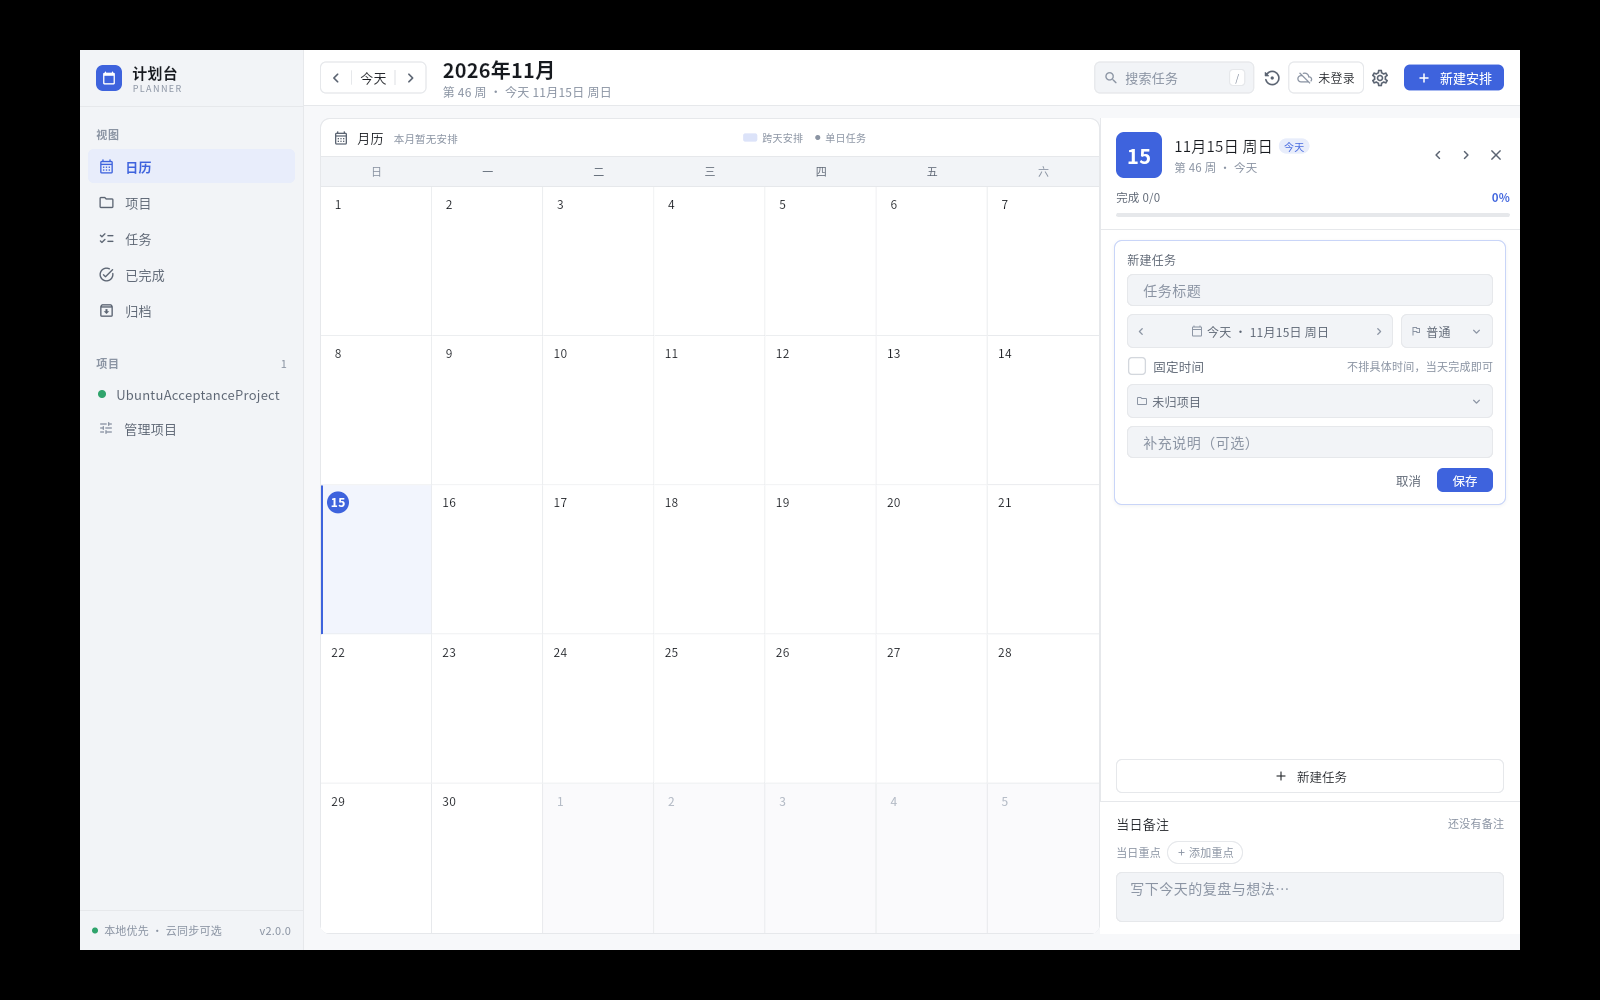 计划台
PLANNER
视图
日历
项目
任务
已完成
归档
项目 1
UbuntuAcceptanceProject
管理项目
本地优先 · 云同步可选 v2.0.0
今天
2026年11月
第 46 周 · 今天 11月15日 周日
搜索任务 /
未登录
新建安排
月历 本月暂无安排 跨天安排 单日任务
日 一 二 三 四 五 六
1 2 3 4 5 6 7
8 9 10 11 12 13 14
15 16 17 18 19 20 21
22 23 24 25 26 27 28
29 30 1 2 3 4 5
15
11月15日 周日 今天
第 46 周 · 今天
完成 0/0 0%
新建任务
任务标题
今天 · 11月15日 周日 普通
固定时间 不排具体时间，当天完成即可
未归项目
补充说明（可选）
取消 保存
新建任务
当日备注 还没有备注
当日重点 + 添加重点
写下今天的复盘与想法…